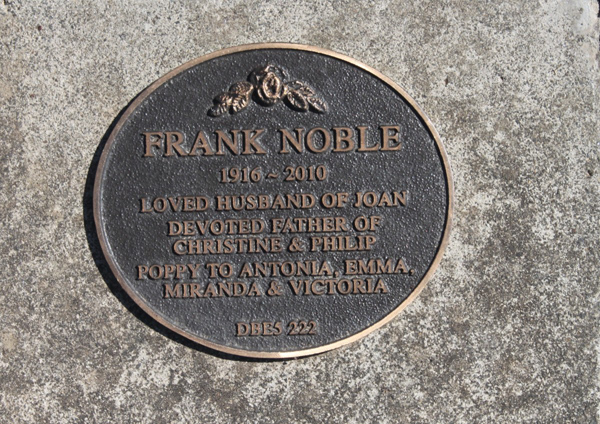 FRANK NOBLE
1916 ~ 2010
LOVED HUSBAND OF JOAN
DEVOTED FATHER OF
CHRISTINE & PHILIP
POPPY TO ANTONIA, EMMA,
MIRANDA & VICTORIA
DBE5 222